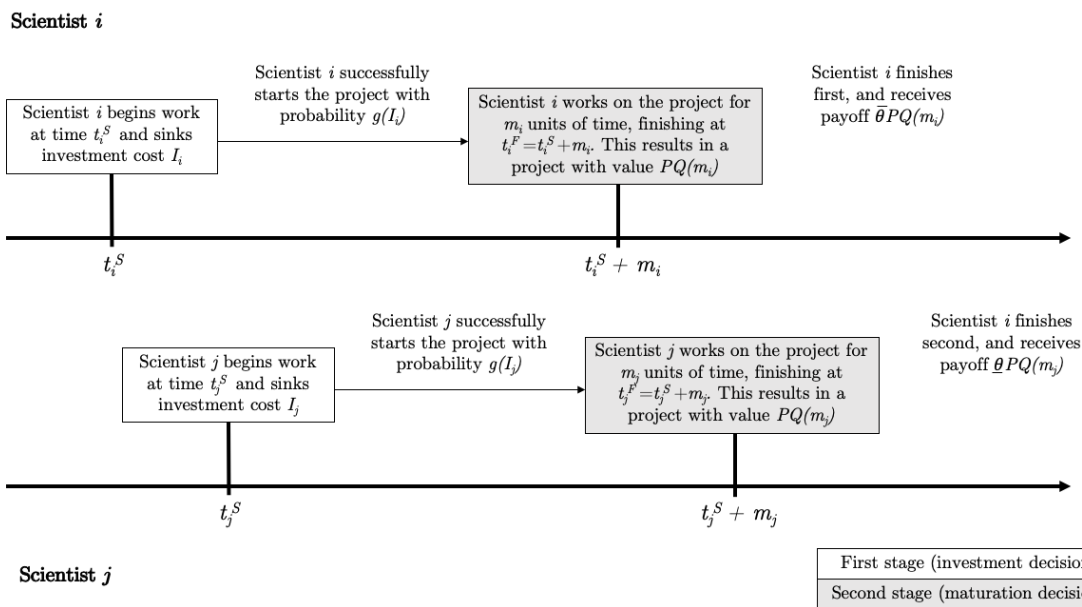 Scientist i
Scientist i successfully
starts the project with
probability g(I_i)
Scientist i finishes
first, and receives
payoff θ̅PQ(m_i)
Scientist i begins work
at time t_i^S and sinks
investment cost I_i
Scientist i works on the project for
m_i units of time, finishing at
t_i^F=t_i^S+m_i. This results in a
project with value PQ(m_i)
t_i^S
t_i^S + m_i
Scientist j successfully
starts the project with
probability g(I_j)
Scientist i finishes
second, and receives
payoff θ̲PQ(m_j)
Scientist j begins work
at time t_j^S and sinks
investment cost I_j
Scientist j works on the project for
m_j units of time, finishing at
t_j^F=t_j^S+m_j. This results in a
project with value PQ(m_j)
t_j^S
t_j^S + m_j
Scientist j
First stage (investment decision
Second stage (maturation decisi